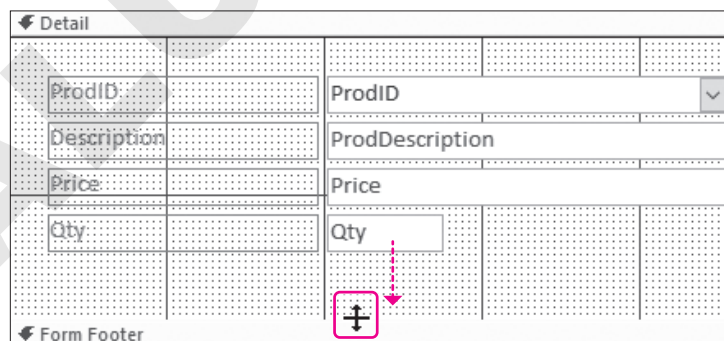 Detail
ProdID ProdID
Description ProdDescription
Price Price
Qty Qty
Form Footer